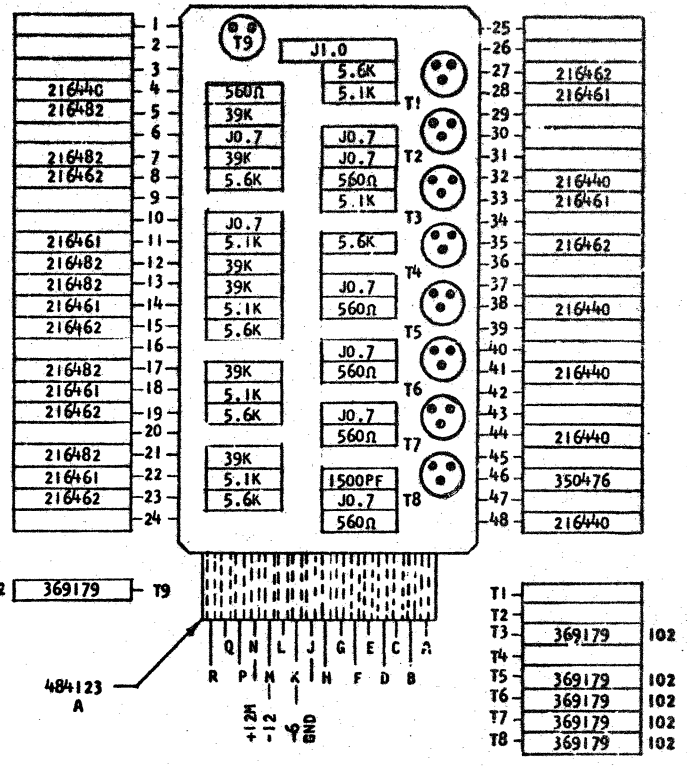 1
2
3
216440 4
216482 5
6
216482 7
216462 8
9
10
216461 11
216482 12
216482 13
216461 14
216462 15
16
216482 17
216461 18
216462 19
20
216482 21
216461 22
216462 23
24
T9
J1.0
5.6K
5.1K
T1
560Ω
39K
J0.7
39K
5.6K
J0.7
J0.7
560Ω
5.1K
T2
T3
J0.7
5.1K
39K
39K
5.1K
5.6K
5.6K
T4
J0.7
560Ω
T5
39K
5.1K
5.6K
J0.7
560Ω
T6
J0.7
560Ω
T7
39K
5.1K
5.6K
1500PF
J0.7
560Ω
T8
25
26
27 216462
28 216461
29
30
31
32 216440
33 216461
34
35 216462
36
37
38 216440
39
40
41 216440
42
43
44 216440
45
46 350476
47
48 216440
2 369179 T9
484123
A
R Q P N M L K J H G F E D C B A
+12M
-12
-6
GND
T1
T2
T3 369179 102
T4
T5 369179 102
T6 369179 102
T7 369179 102
T8 369179 102